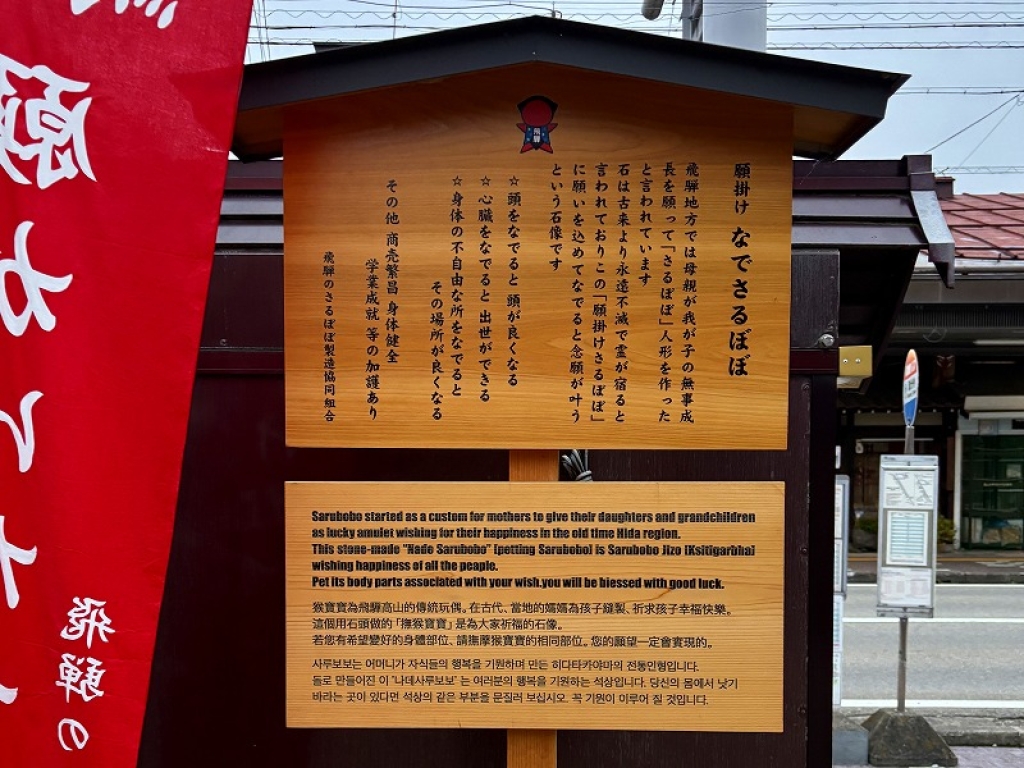 願掛け なでさるぼぼ
飛騨地方では母親が我が子の無事成
長を願って「さるぼぼ」人形を作った
と言われています
石は古来より永遠不滅で霊が宿ると
言われておりこの「願掛けさるぼぼ」
に願いを込めてなでると念願が叶う
という石像です
☆ 頭をなでると 頭が良くなる
☆ 心臓をなでると 出世ができる
☆ 身体の不自由な所をなでると
その場所が良くなる
その他 商売繁昌 身体健全
学業成就 等の加護あり
飛騨のさるぼぼ製造協同組合
飛騨
Sarubobo started as a custom for mothers to give their daughters and grandchildren
as lucky amulet wishing for their happiness in the old time Hida region.
This stone-made "Nade Sarubobo" [petting Sarubobo] is Sarubobo Jizo [Ksitigarbha]
wishing happiness of all the peaple.
Pet its body parts associated with your wish,you will be blessed with good luck.
猴寶寶為飛驒高山的傳統玩偶。在古代、當地的媽媽為孩子縫製、祈求孩子幸福快樂。
這個用石頭做的「撫猴寶寶」是為大家祈福的石像。
若您有希望變好的身體部位、請撫摩猴寶寶的相同部位。您的願望一定會實現的。
사루보보는 어머니가 자식들의 행복을 기원하며 만든 히다타카야마의 전통인형입니다.
돌로 만들어진 이 "나데사루보보" 는 여러분의 행복을 기원하는 석상입니다. 당신의 몸에서 낫기
바라는 곳이 있다면 석상의 같은 부분을 문질러 보십시오. 꼭 기원이 이루어 질 것입니다.
願かいな
飛騨の